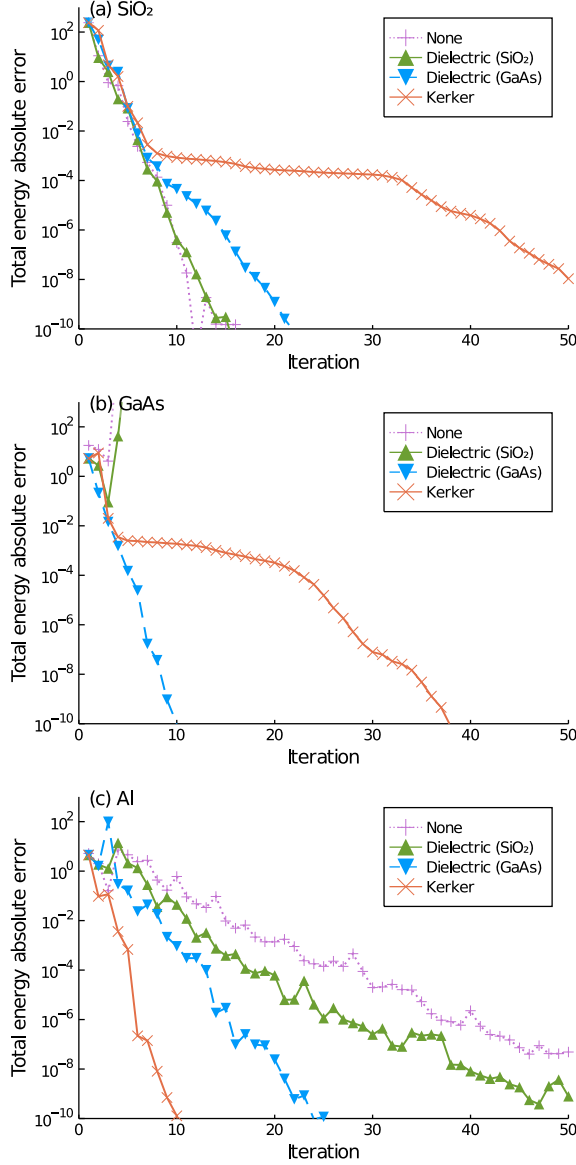 (a) SiO₂
Total energy absolute error
10²
10⁰
10⁻²
10⁻⁴
10⁻⁶
10⁻⁸
10⁻¹⁰
None
Dielectric (SiO₂)
Dielectric (GaAs)
Kerker
0 10 20 30 40 50
Iteration
(b) GaAs
Total energy absolute error
10²
10⁰
10⁻²
10⁻⁴
10⁻⁶
10⁻⁸
10⁻¹⁰
None
Dielectric (SiO₂)
Dielectric (GaAs)
Kerker
0 10 20 30 40 50
Iteration
(c) Al
Total energy absolute error
10²
10⁰
10⁻²
10⁻⁴
10⁻⁶
10⁻⁸
10⁻¹⁰
None
Dielectric (SiO₂)
Dielectric (GaAs)
Kerker
0 10 20 30 40 50
Iteration